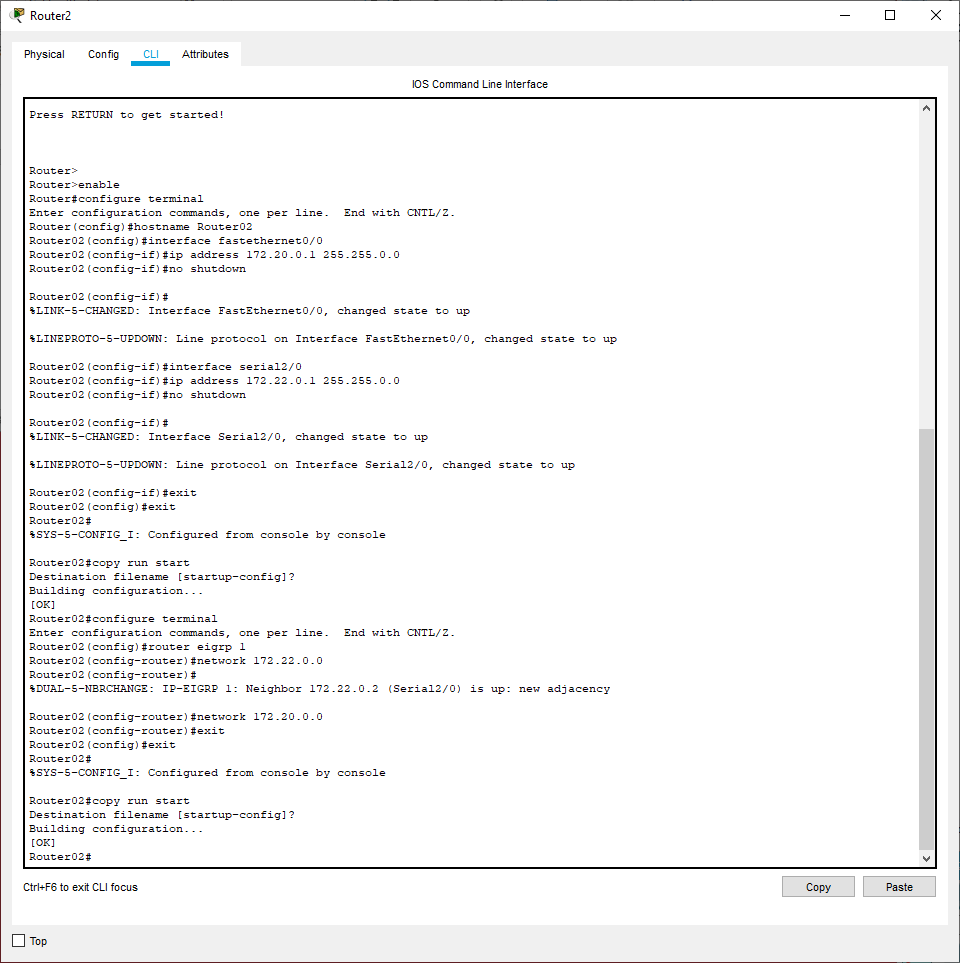 Router2
Physical Config CLI Attributes
IOS Command Line Interface
Press RETURN to get started!
Router>
Router>enable
Router#configure terminal
Enter configuration commands, one per line.  End with CNTL/Z.
Router(config)#hostname Router02
Router02(config)#interface fastethernet0/0
Router02(config-if)#ip address 172.20.0.1 255.255.0.0
Router02(config-if)#no shutdown
Router02(config-if)#
%LINK-5-CHANGED: Interface FastEthernet0/0, changed state to up
%LINEPROTO-5-UPDOWN: Line protocol on Interface FastEthernet0/0, changed state to up
Router02(config-if)#interface serial2/0
Router02(config-if)#ip address 172.22.0.1 255.255.0.0
Router02(config-if)#no shutdown
Router02(config-if)#
%LINK-5-CHANGED: Interface Serial2/0, changed state to up
%LINEPROTO-5-UPDOWN: Line protocol on Interface Serial2/0, changed state to up
Router02(config-if)#exit
Router02(config)#exit
Router02#
%SYS-5-CONFIG_I: Configured from console by console
Router02#copy run start
Destination filename [startup-config]?
Building configuration...
[OK]
Router02#configure terminal
Enter configuration commands, one per line.  End with CNTL/Z.
Router02(config)#router eigrp 1
Router02(config-router)#network 172.22.0.0
Router02(config-router)#
%DUAL-5-NBRCHANGE: IP-EIGRP 1: Neighbor 172.22.0.2 (Serial2/0) is up: new adjacency
Router02(config-router)#network 172.20.0.0
Router02(config-router)#exit
Router02(config)#exit
Router02#
%SYS-5-CONFIG_I: Configured from console by console
Router02#copy run start
Destination filename [startup-config]?
Building configuration...
[OK]
Router02#
Ctrl+F6 to exit CLI focus
Copy Paste
Top